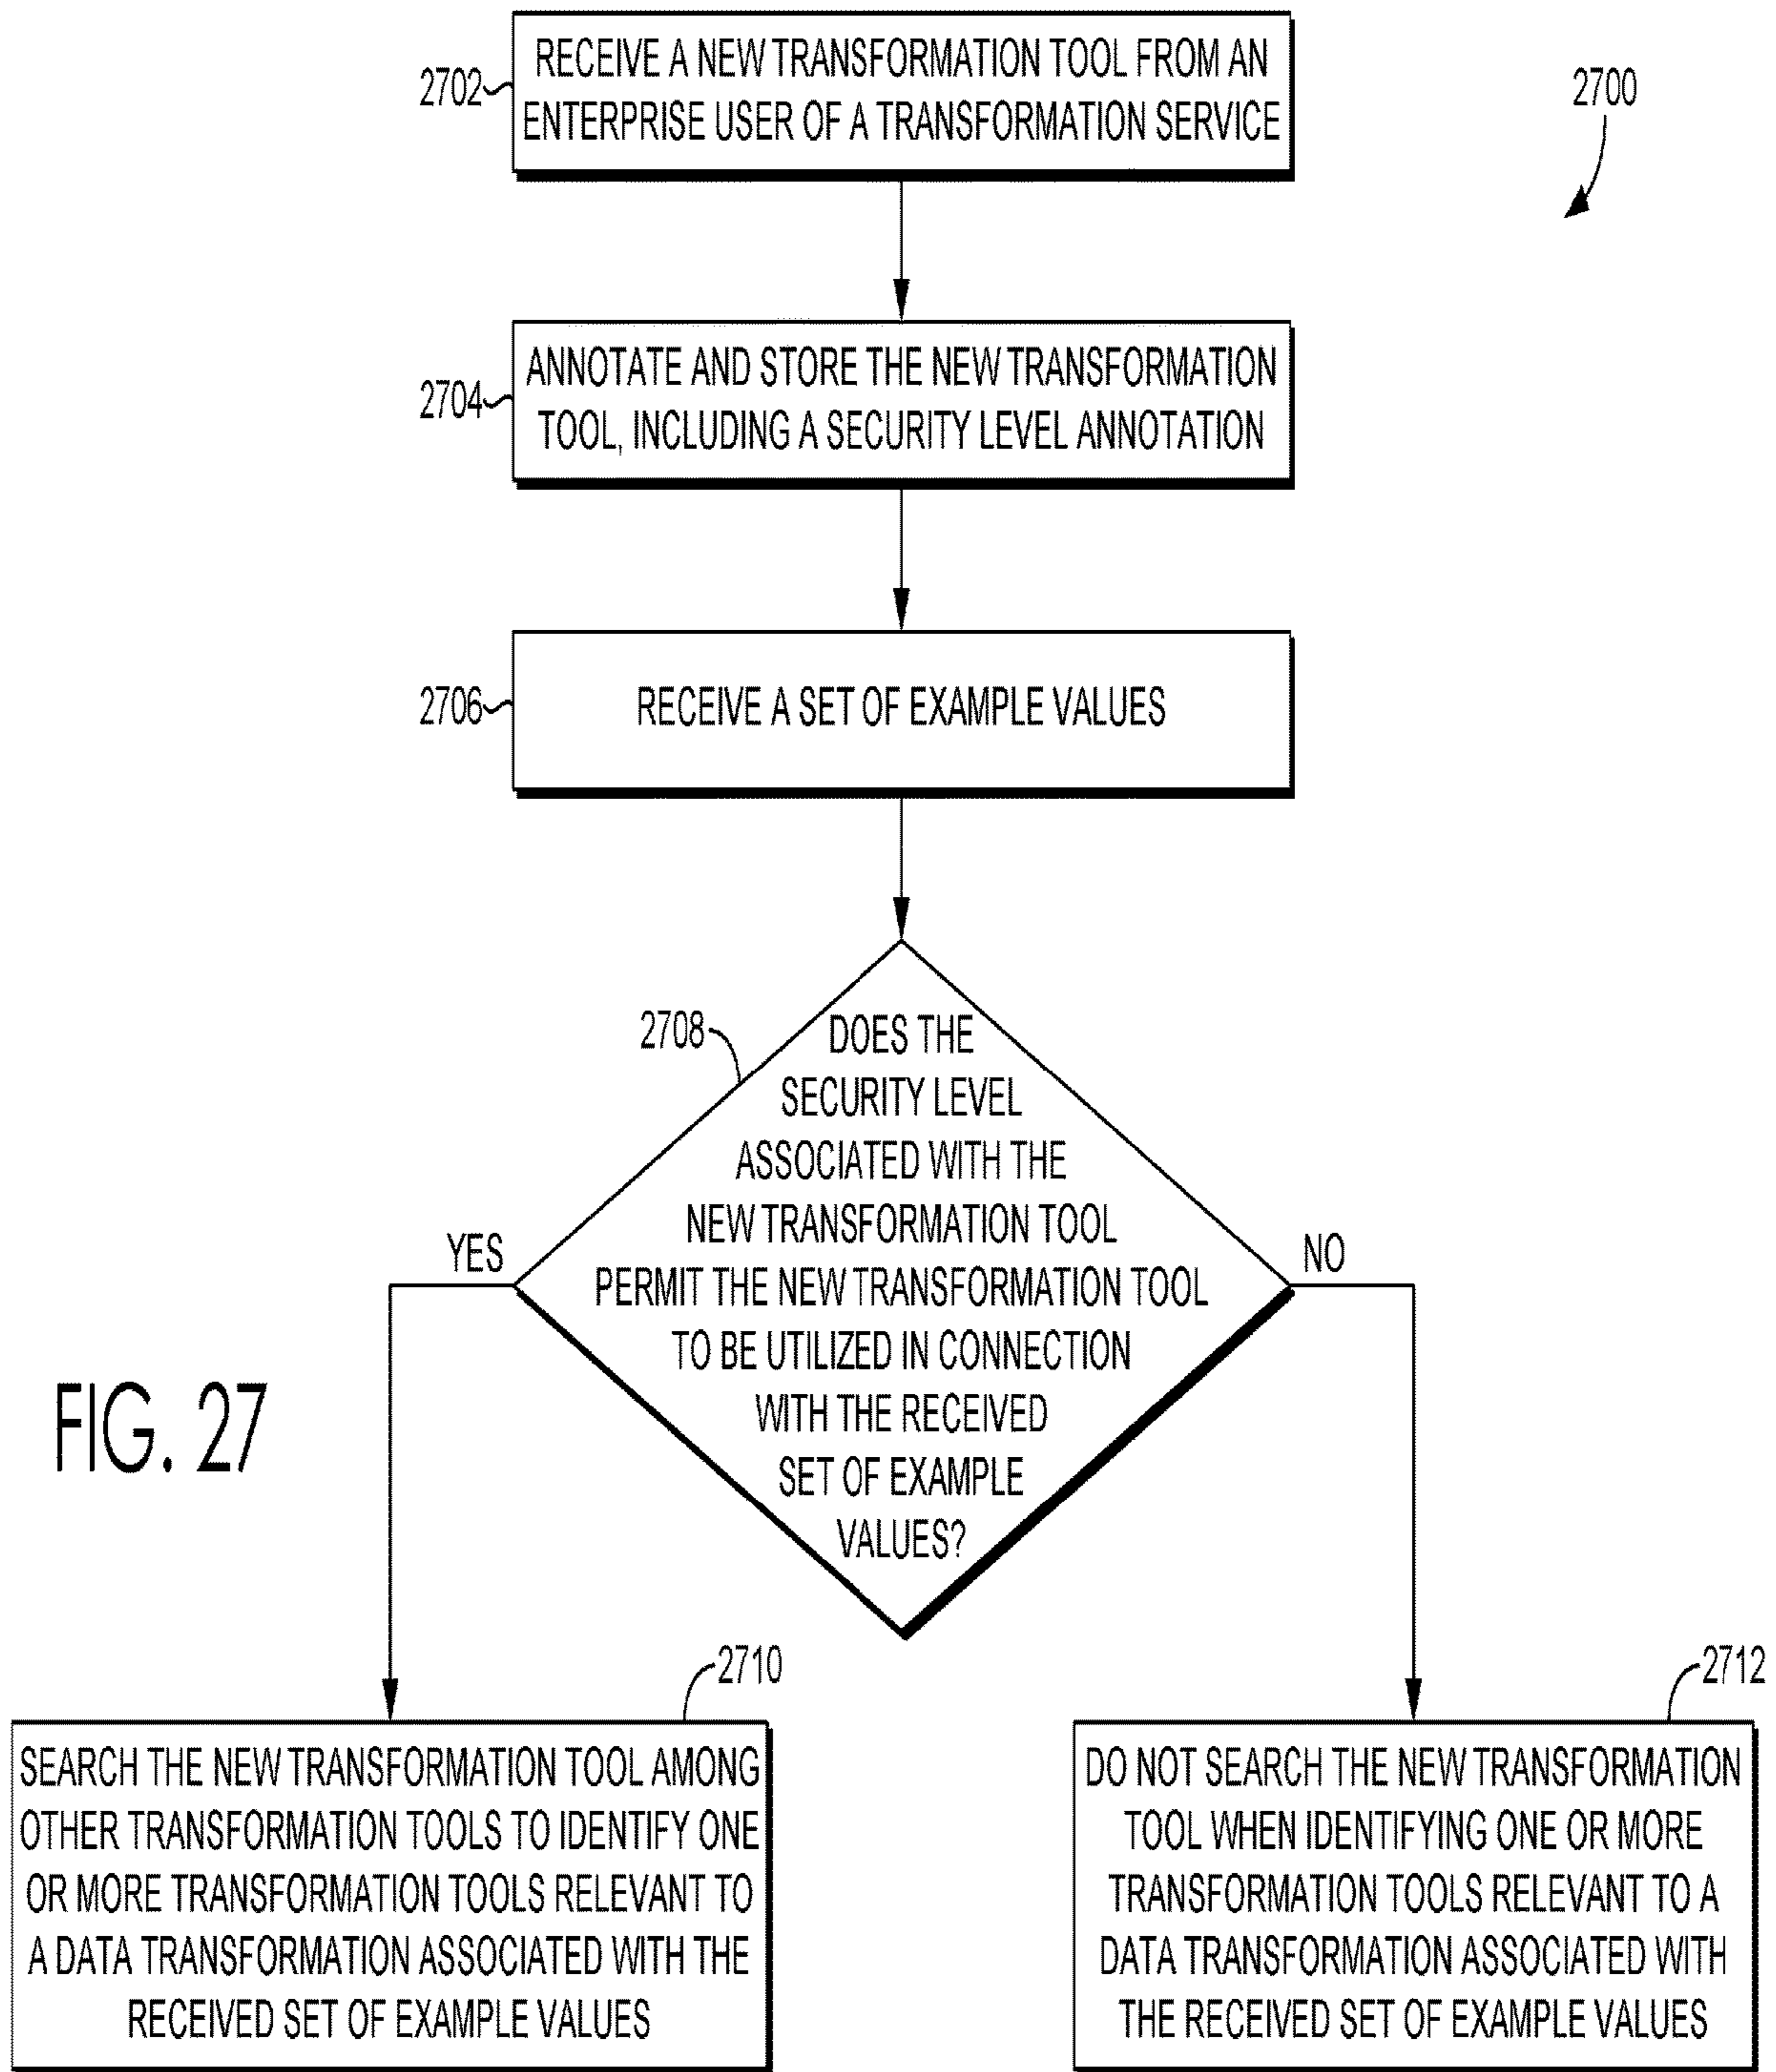 RECEIVE A NEW TRANSFORMATION TOOL FROM AN
ENTERPRISE USER OF A TRANSFORMATION SERVICE
2702
2700
ANNOTATE AND STORE THE NEW TRANSFORMATION
TOOL, INCLUDING A SECURITY LEVEL ANNOTATION
2704
RECEIVE A SET OF EXAMPLE VALUES
2706
2708
DOES THE
SECURITY LEVEL
ASSOCIATED WITH THE
NEW TRANSFORMATION TOOL
PERMIT THE NEW TRANSFORMATION TOOL
TO BE UTILIZED IN CONNECTION
WITH THE RECEIVED
SET OF EXAMPLE
VALUES?
YES
NO
FIG. 27
2710
SEARCH THE NEW TRANSFORMATION TOOL AMONG
OTHER TRANSFORMATION TOOLS TO IDENTIFY ONE
OR MORE TRANSFORMATION TOOLS RELEVANT TO
A DATA TRANSFORMATION ASSOCIATED WITH THE
RECEIVED SET OF EXAMPLE VALUES
2712
DO NOT SEARCH THE NEW TRANSFORMATION
TOOL WHEN IDENTIFYING ONE OR MORE
TRANSFORMATION TOOLS RELEVANT TO A
DATA TRANSFORMATION ASSOCIATED WITH
THE RECEIVED SET OF EXAMPLE VALUES